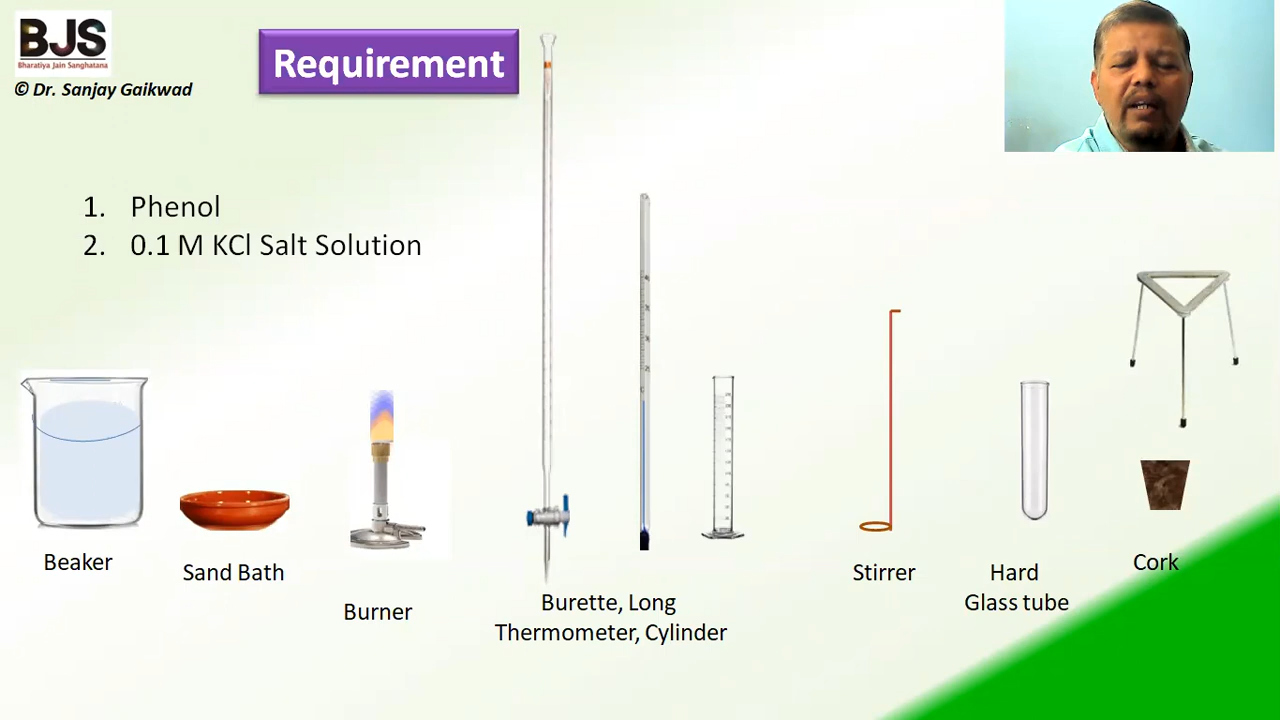 BJS
Bharatiya Jain Sanghatana
© Dr. Sanjay Gaikwad
Requirement
1. Phenol
2. 0.1 M KCl Salt Solution
Beaker
Sand Bath
Burner
Burette, Long
Thermometer, Cylinder
Stirrer
Hard
Glass tube
Cork